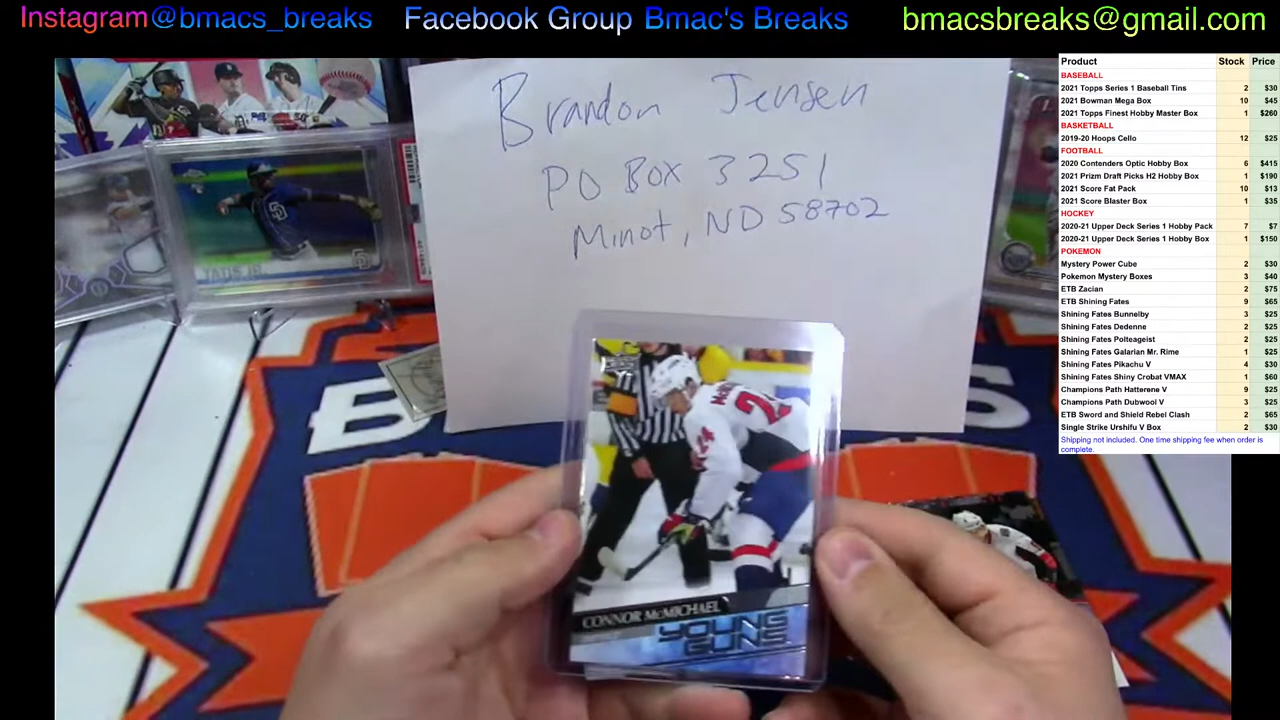 Instagram@bmacs_breaks Facebook Group Bmac's Breaks bmacsbreaks@gmail.com
Brandon Jensen
PO Box 3251
Minot, ND 58702
TATIS JR.
CONNOR McMICHAEL
YOUNG
GUNS
Product Stock Price
BASEBALL
2021 Topps Series 1 Baseball Tins 2 $30
2021 Bowman Mega Box 10 $45
2021 Topps Finest Hobby Master Box 1 $260
BASKETBALL
2019-20 Hoops Cello 12 $25
FOOTBALL
2020 Contenders Optic Hobby Box 6 $415
2021 Prizm Draft Picks H2 Hobby Box 1 $190
2021 Score Fat Pack 10 $13
2021 Score Blaster Box 1 $35
HOCKEY
2020-21 Upper Deck Series 1 Hobby Pack 7 $7
2020-21 Upper Deck Series 1 Hobby Box 1 $150
POKEMON
Mystery Power Cube 2 $30
Pokemon Mystery Boxes 3 $40
ETB Zacian 2 $75
ETB Shining Fates 9 $65
Shining Fates Bunnelby 3 $25
Shining Fates Dedenne 2 $25
Shining Fates Polteageist 2 $25
Shining Fates Galarian Mr. Rime 1 $25
Shining Fates Pikachu V 4 $30
Shining Fates Shiny Crobat VMAX 1 $60
Champions Path Hatterene V 9 $25
Champions Path Dubwool V 3 $25
ETB Sword and Shield Rebel Clash 2 $65
Single Strike Urshifu V Box 2 $30
Shipping not included. One time shipping fee when order is
complete.